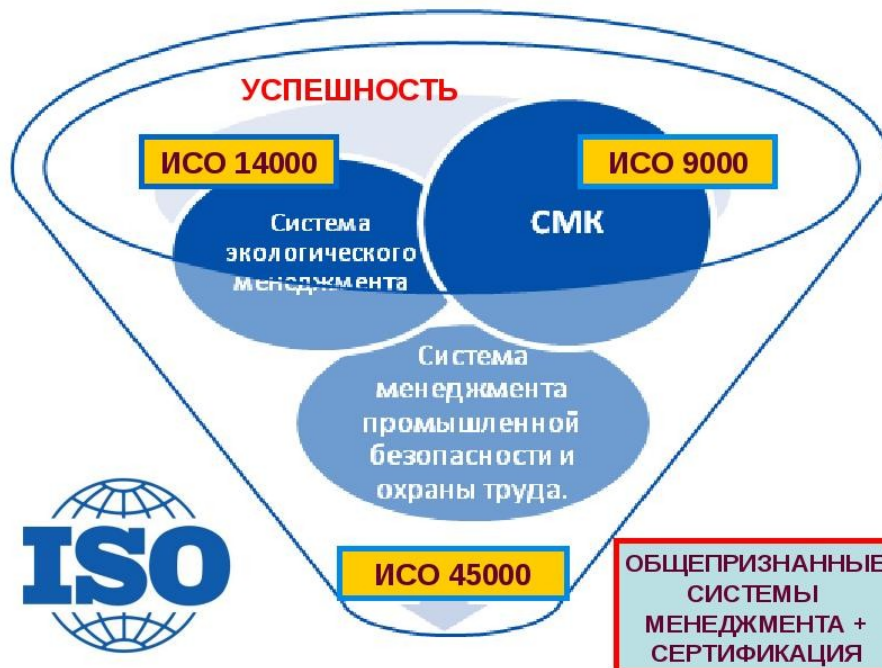 УСПЕШНОСТЬ
ИСО 14000
ИСО 9000
Система
экологического
менеджмента
СМК
Система
менеджмента
промышленной
безопасности и
охраны труда.
ISO
ИСО 45000
ОБЩЕПРИЗНАННЫЕ
СИСТЕМЫ
МЕНЕДЖМЕНТА +
СЕРТИФИКАЦИЯ